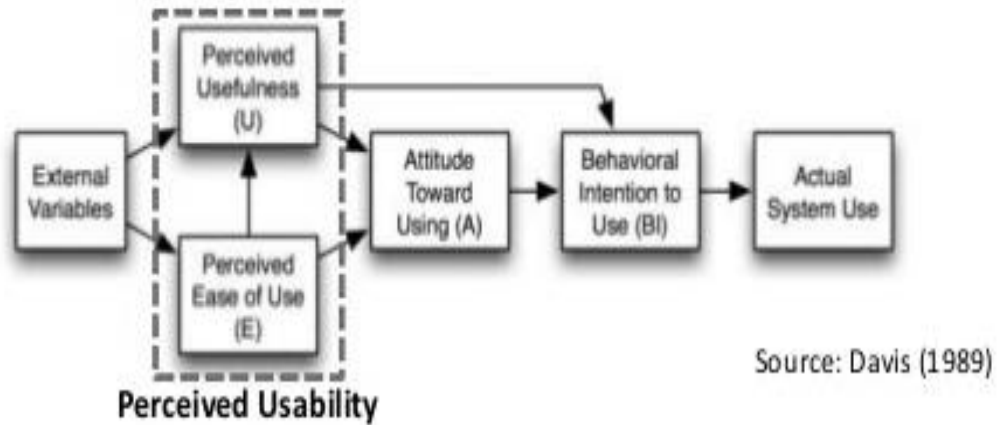 Perceived
Usefulness
(U)
External
Variables
Attitude
Toward
Using (A)
Behavioral
Intention to
Use (BI)
Actual
System Use
Perceived
Ease of Use
(E)
Source: Davis (1989)
Perceived Usability